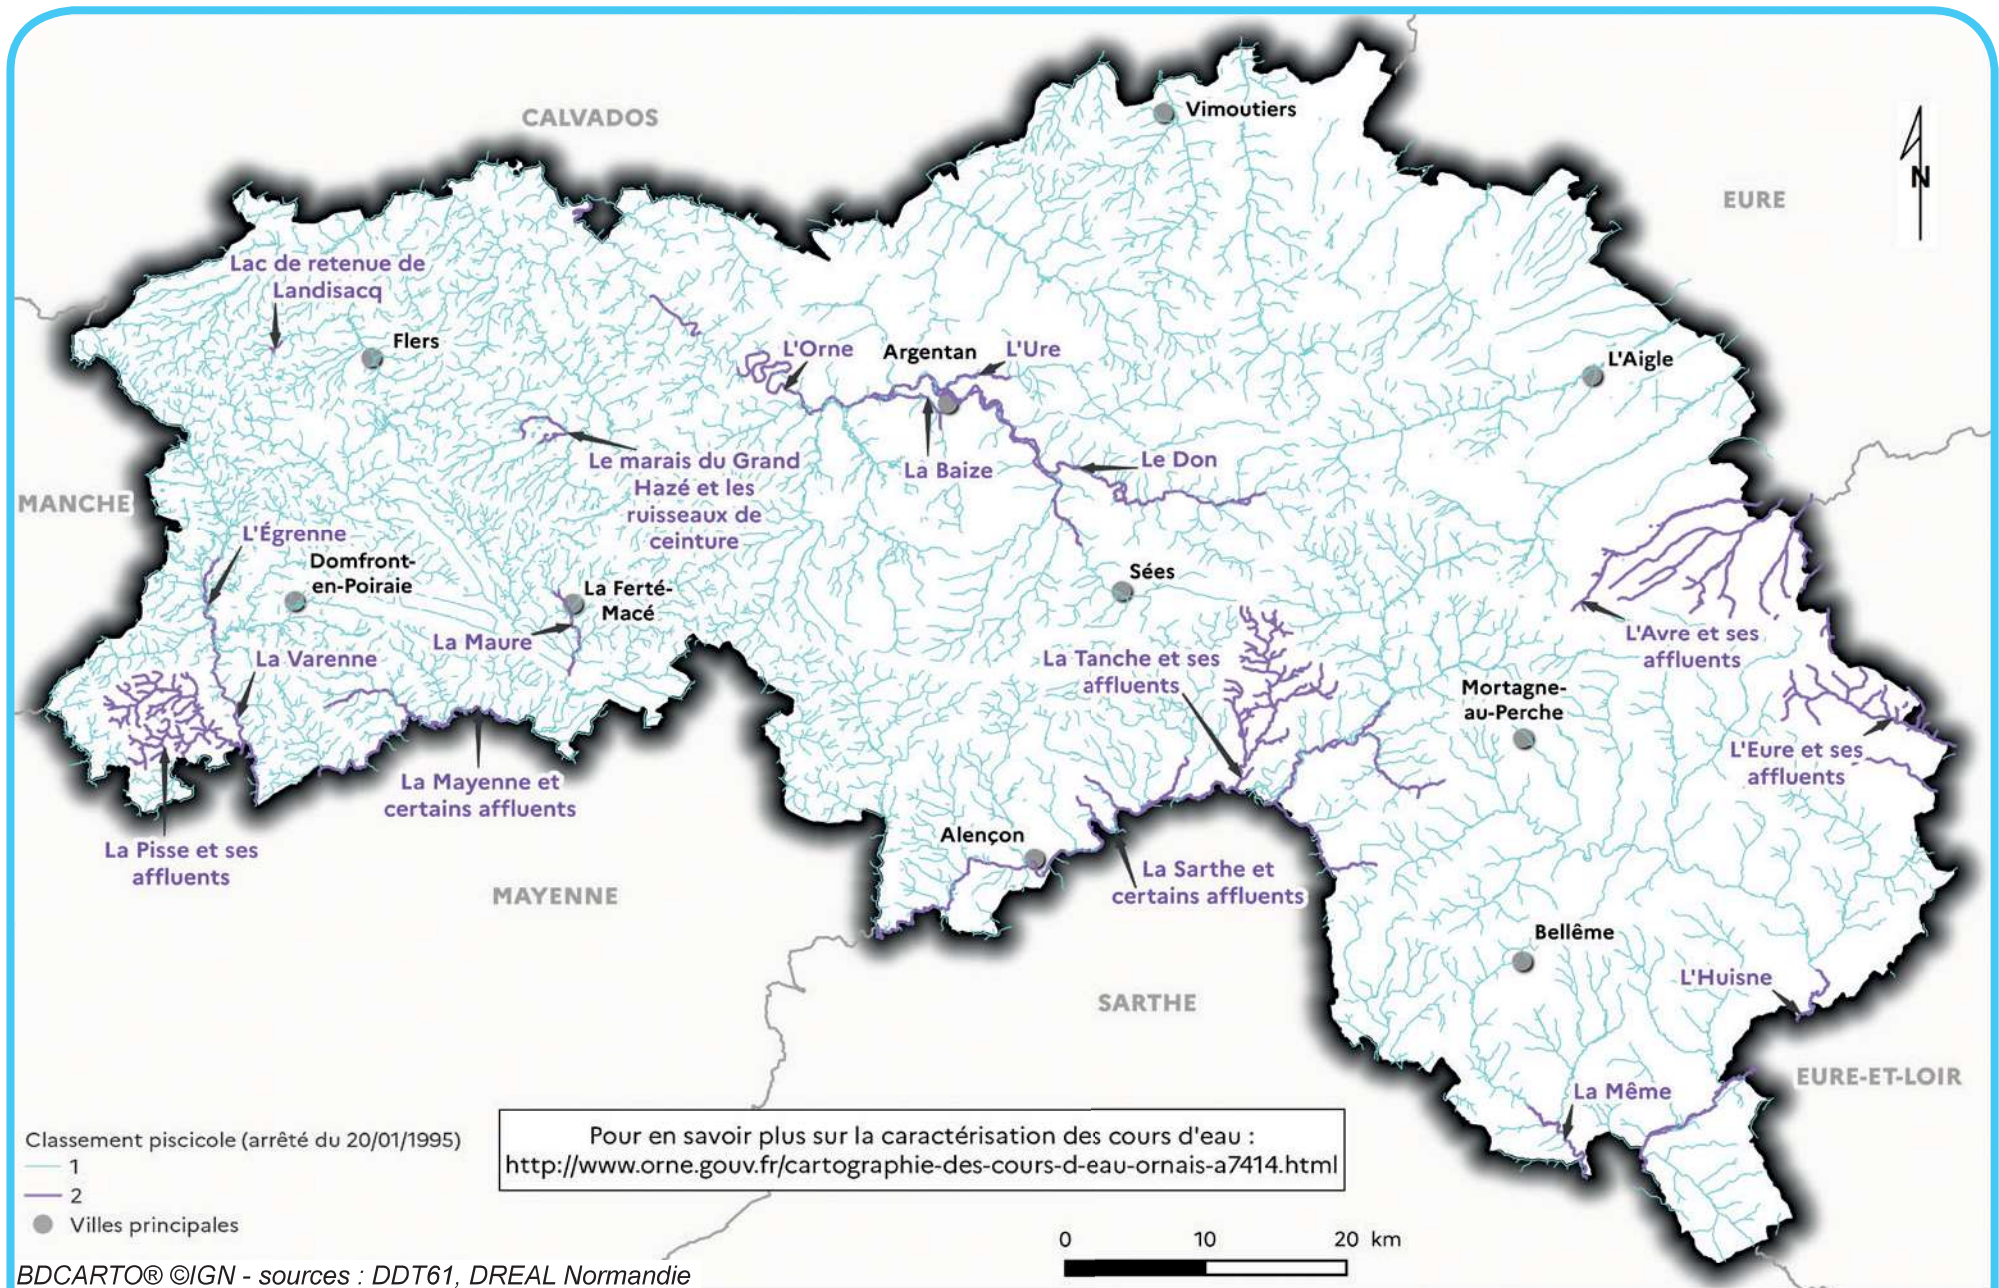 CALVADOS
Vimoutiers
EURE
N
Lac de retenue de
Landisacq
Flers
L'Orne
Argentan
L'Ure
L'Aigle
La Baize
Le Don
Le marais du Grand
Hazé et les
ruisseaux de
ceinture
MANCHE
L'Égrenne
Domfront-
en-Poiraie
La Ferté-
Macé
Sées
La Maure
La Varenne
La Tanche et ses
affluents
L'Avre et ses
affluents
Mortagne-
au-Perche
L'Eure et ses
affluents
La Mayenne et
certains affluents
La Pisse et ses
affluents
Alençon
La Sarthe et
certains affluents
MAYENNE
Bellême
L'Huisne
SARTHE
EURE-ET-LOIR
La Même
Classement piscicole (arrêté du 20/01/1995)
1
2
Villes principales
Pour en savoir plus sur la caractérisation des cours d'eau :
http://www.orne.gouv.fr/cartographie-des-cours-d-eau-ornais-a7414.html
0 10 20 km
BDCARTO® ©IGN - sources : DDT61, DREAL Normandie